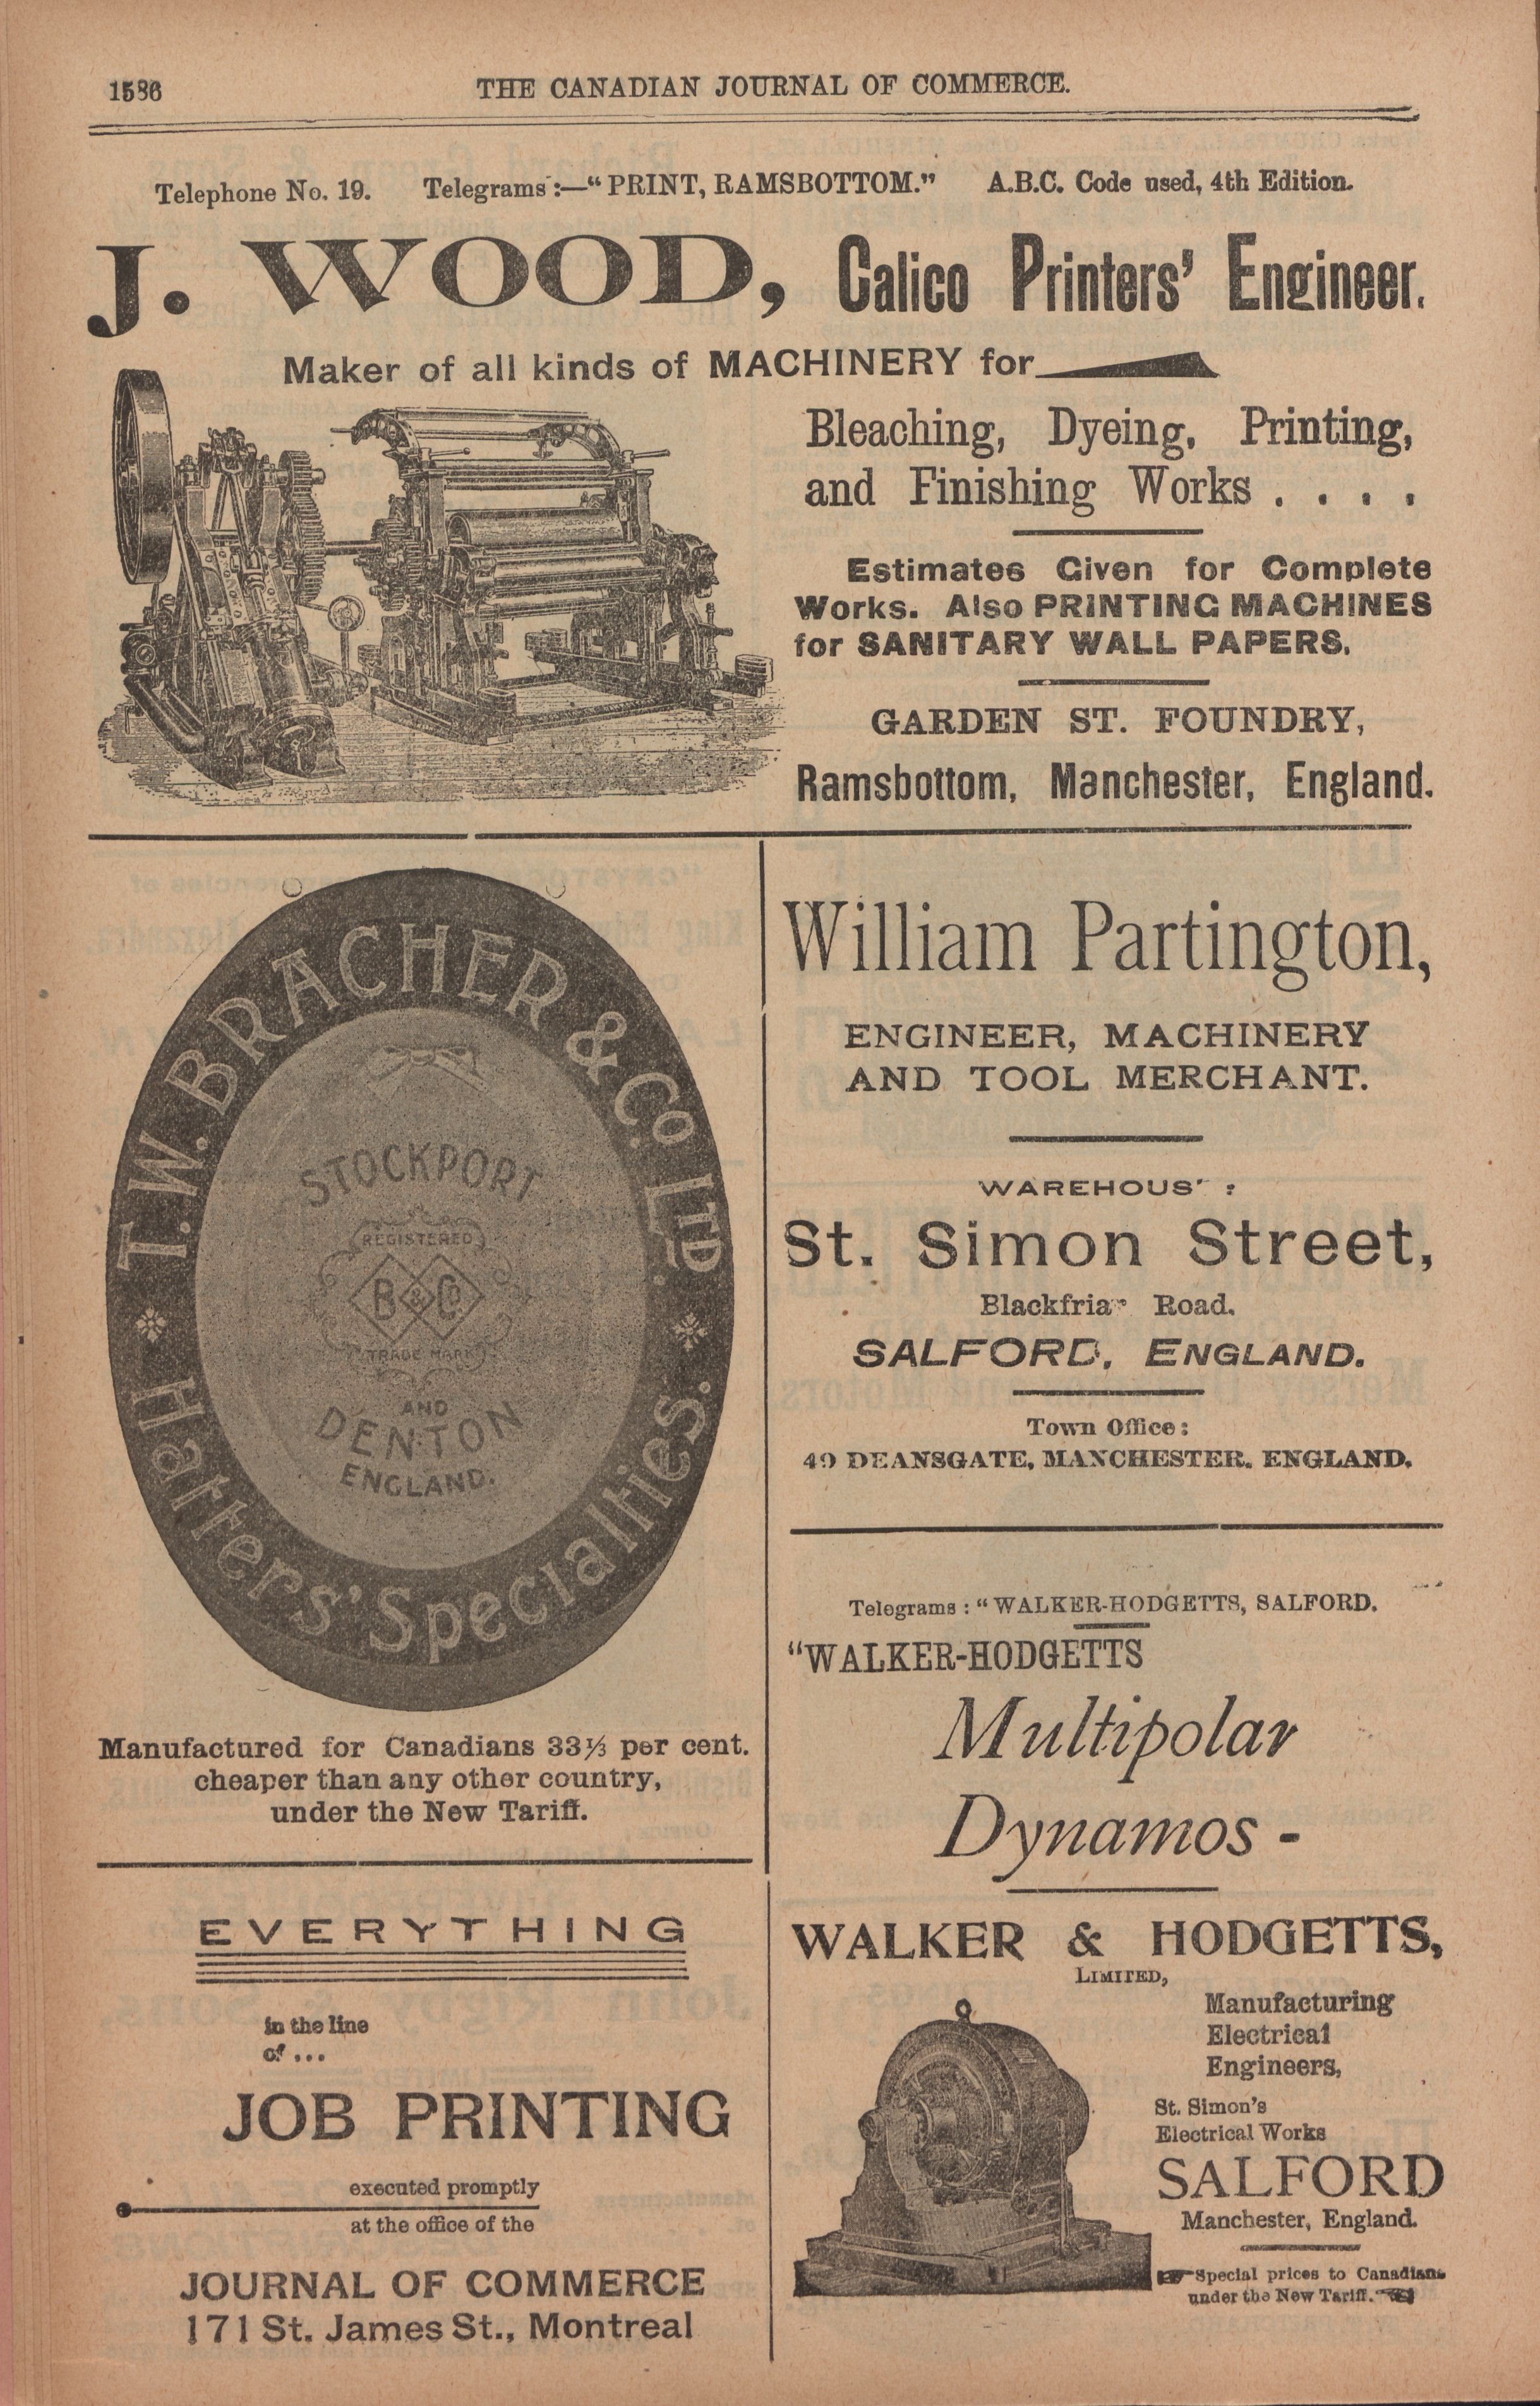 1586
THE CANADIAN JOURNAL OF COMMERCE.
Telephone No. 19. Telegrams:—"PRINT, RAMSBOTTOM." A.B.C. Code used, 4th Edition.
J. WOOD, Calico Printers' Engineer.
Maker of all kinds of MACHINERY for
Bleaching, Dyeing, Printing,
and Finishing Works . . . .
Estimates Given for Complete
Works. Also PRINTING MACHINES
for SANITARY WALL PAPERS.
GARDEN ST. FOUNDRY,
Ramsbottom, Manchester, England.
T. W. BRACHER & Co LTD
STOCKPORT
REGISTERED
B & Co
TRADE MARK
AND
DENTON
ENGLAND.
Hatters' Specialties.
Manufactured for Canadians 33⅓ per cent.
cheaper than any other country,
under the New Tariff.
EVERYTHING
in the line
of ...
JOB PRINTING
executed promptly
at the office of the
JOURNAL OF COMMERCE
171 St. James St., Montreal
William Partington,
ENGINEER, MACHINERY
AND TOOL MERCHANT.
WAREHOUS' :
St. Simon Street,
Blackfriar Road.
SALFORD, ENGLAND.
Town Office:
49 DEANSGATE, MANCHESTER, ENGLAND.
Telegrams: "WALKER-HODGETTS, SALFORD.
"WALKER-HODGETTS
Multipolar
Dynamos -
WALKER & HODGETTS,
LIMITED,
Manufacturing
Electrical
Engineers,
St. Simon's
Electrical Works
SALFORD
Manchester, England.
☛Special prices to Canadians
under the New Tariff.☚